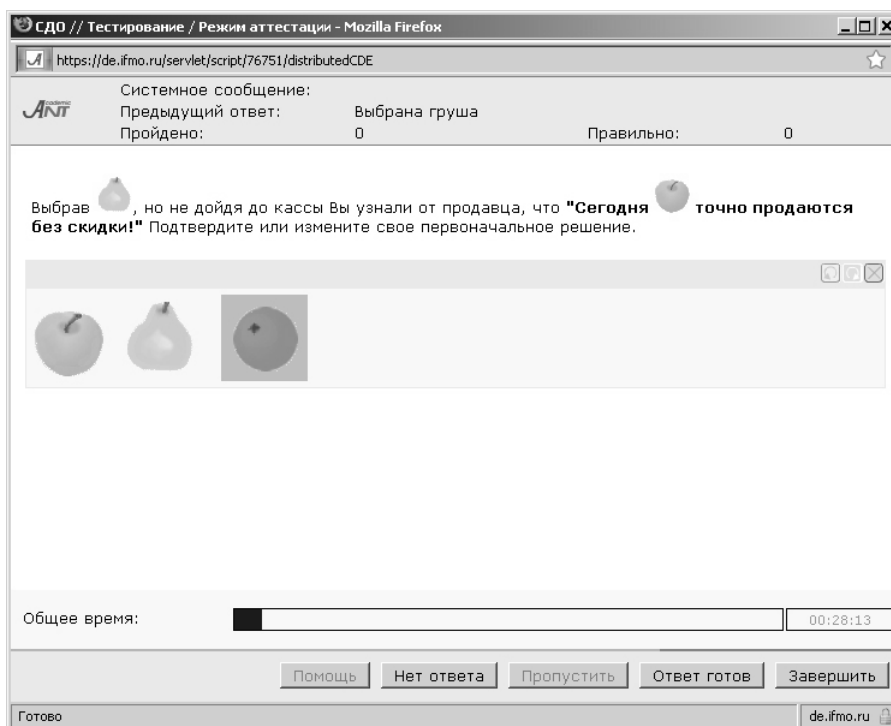 СДО // Тестирование / Режим аттестации - Mozilla Firefox
https://de.ifmo.ru/servlet/script/76751/distributedCDE
Academic ANT
Системное сообщение:
Предыдущий ответ: Выбрана груша
Пройдено: 0 Правильно: 0
Выбрав , но не дойдя до кассы Вы узнали от продавца, что "Сегодня точно продаются
без скидки!" Подтвердите или измените свое первоначальное решение.
Общее время: 00:28:13
Помощь Нет ответа Пропустить Ответ готов Завершить
Готово de.ifmo.ru